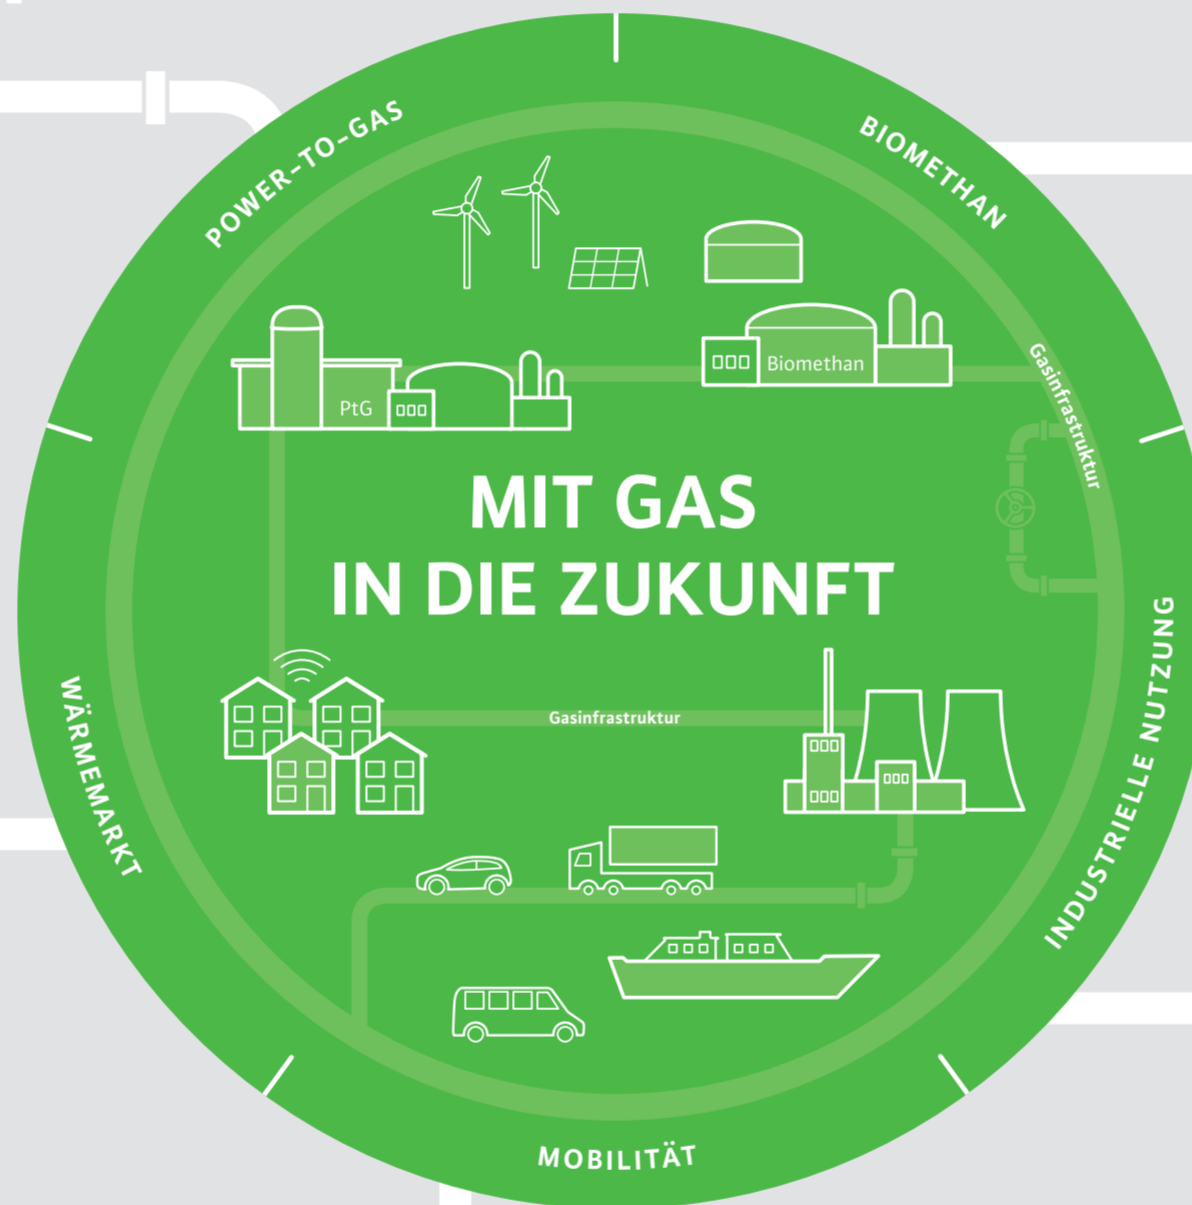 POWER-TO-GAS
BIOMETHAN
Biomethan
Gasinfrastruktur
PtG
MIT GAS
IN DIE ZUKUNFT
Gasinfrastruktur
WÄRMEMARKT
INDUSTRIELLE NUTZUNG
MOBILITÄT